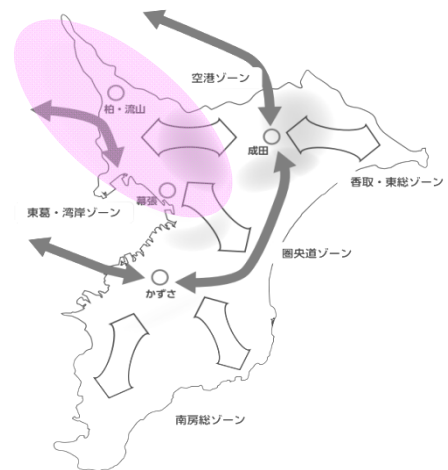 空港ゾーン
柏・流山
成田
香取・東総ゾーン
幕張
東葛・湾岸ゾーン
圏央道ゾーン
かずさ
南房総ゾーン